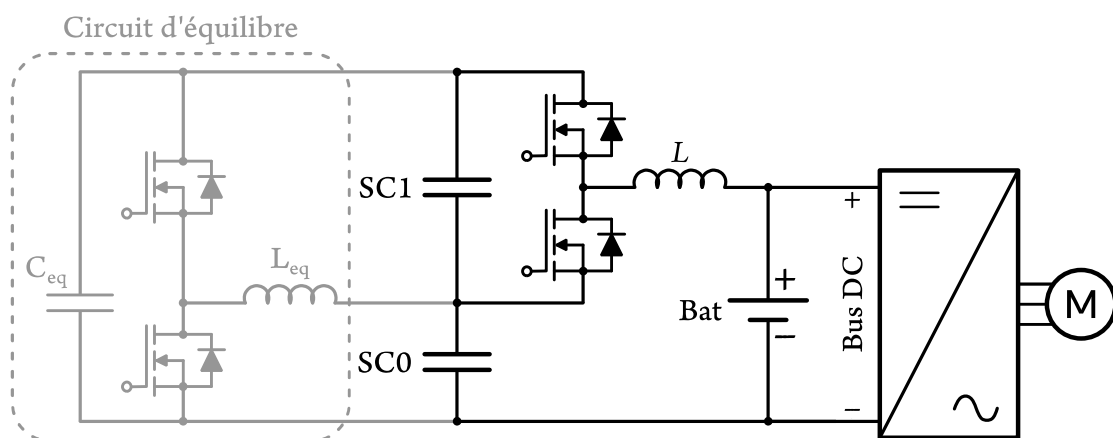 Circuit d'équilibre
L
SC1
C_eq
L_eq
+
+
Bat
Bus DC
M
−
SC0
−